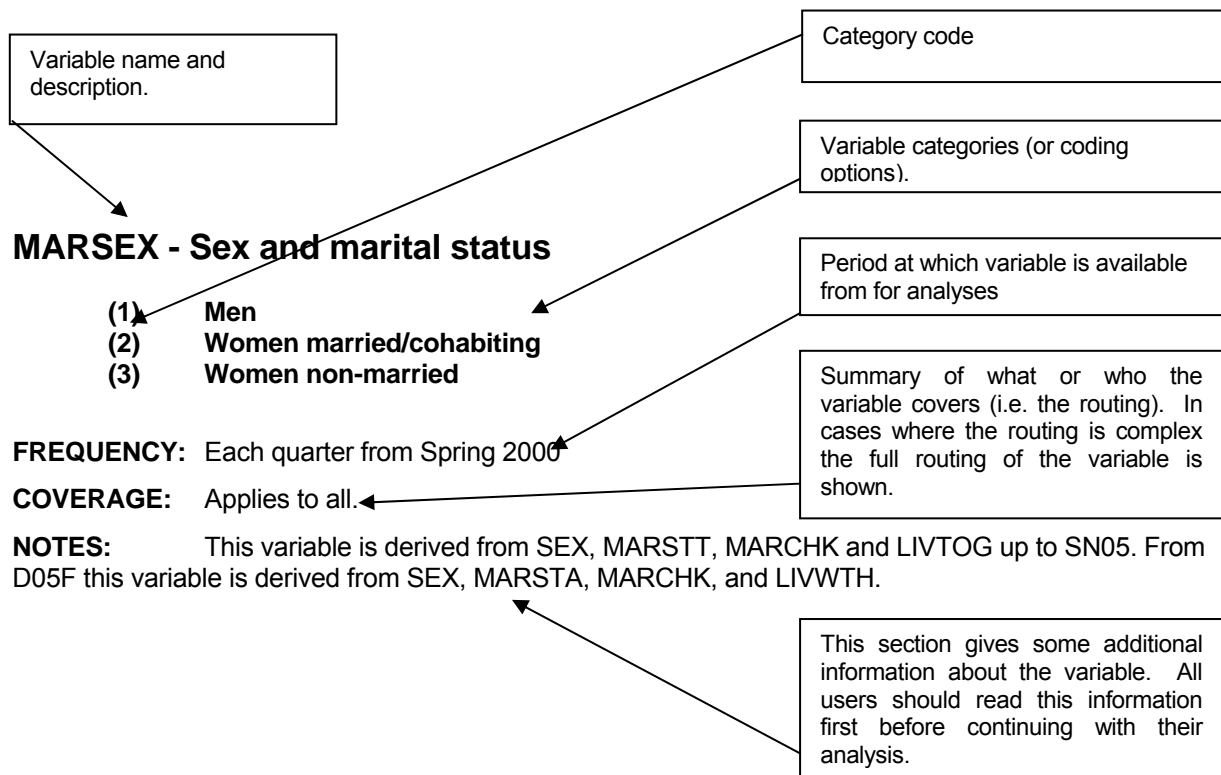 Variable name and
description.
Category code
Variable categories (or coding
options).
MARSEX - Sex and marital status
Period at which variable is available
from for analyses
(1) Men
(2) Women married/cohabiting
(3) Women non-married
Summary of what or who the
variable covers (i.e. the routing). In
cases where the routing is complex
the full routing of the variable is
shown.
FREQUENCY: Each quarter from Spring 2000
COVERAGE: Applies to all.
NOTES: This variable is derived from SEX, MARSTT, MARCHK and LIVTOG up to SN05. From
D05F this variable is derived from SEX, MARSTA, MARCHK, and LIVWTH.
This section gives some additional
information about the variable. All
users should read this information
first before continuing with their
analysis.